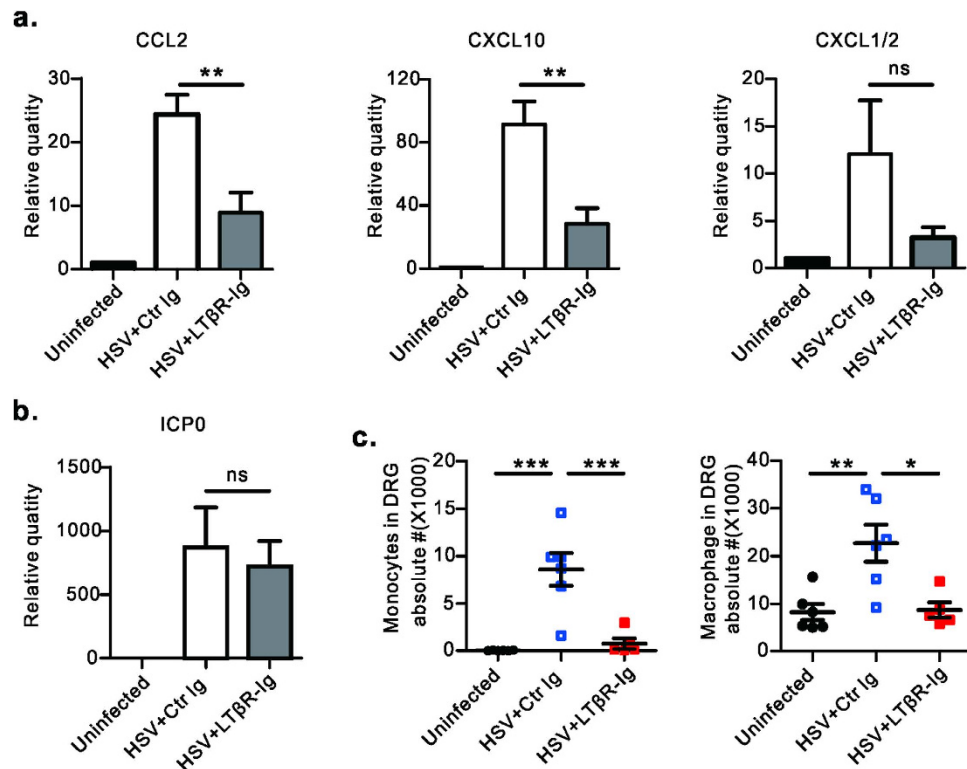 a.
CCL2
Relative quatity
30
20
10
0
**
Uninfected
HSV+Ctr Ig
HSV+LTβR-Ig
CXCL10
Relative quatity
120
80
40
0
**
Uninfected
HSV+Ctr Ig
HSV+LTβR-Ig
CXCL1/2
Relative quatity
20
15
10
5
0
ns
Uninfected
HSV+Ctr Ig
HSV+LTβR-Ig
b.
ICP0
Relative quatity
1500
1000
500
0
ns
Uninfected
HSV+Ctr Ig
HSV+LTβR-Ig
c.
Monocytes in DRG
absolute #(X1000)
20
15
10
5
0
***
***
Uninfected
HSV+Ctr Ig
HSV+LTβR-Ig
Macrophage in DRG
absolute #(X1000)
40
30
20
10
0
**
*
Uninfected
HSV+Ctr Ig
HSV+LTβR-Ig